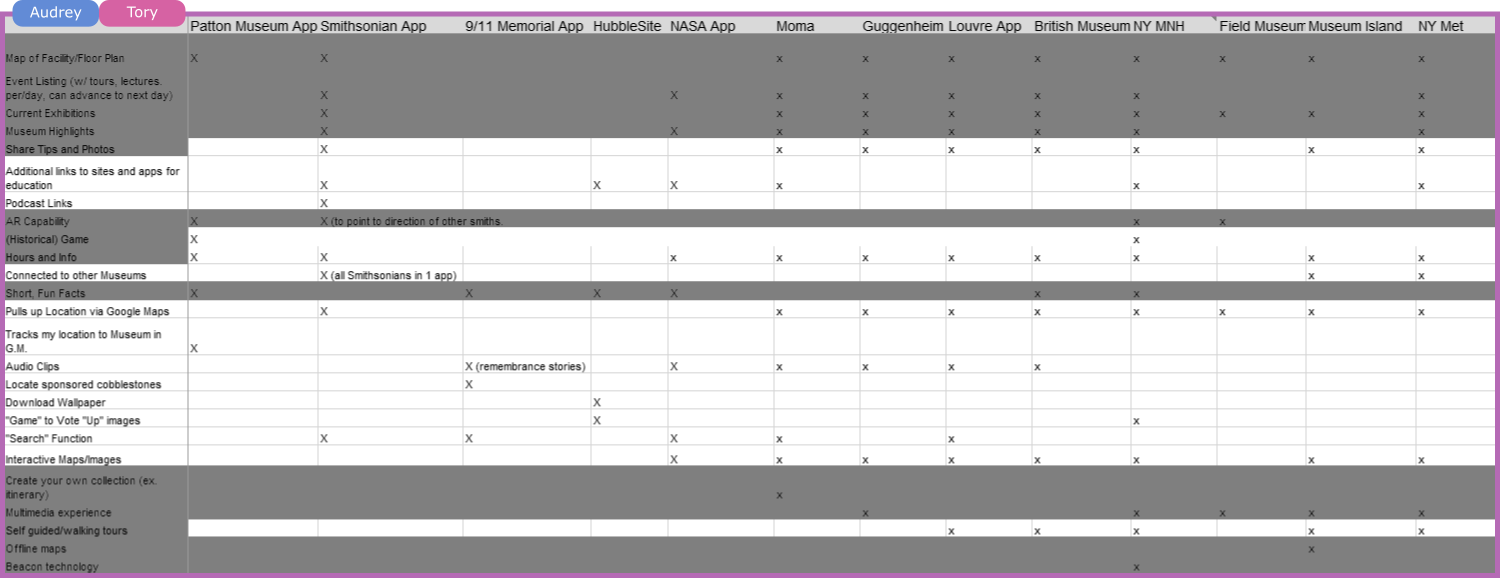 Audrey Tory
Patton Museum App Smithsonian App 9/11 Memorial App HubbleSite NASA App Moma Guggenheim Louvre App British Museum NY MNH Field Museum Museum Island NY Met
Map of Facility/Floor Plan X X x x x x x x x x
Event Listing (w/ tours, lectures.
per/day, can advance to next day) X X x x x x x x
Current Exhibitions X x x x x x x x x
Museum Highlights X X x x x x x x
Share Tips and Photos X x x x x x x x
Additional links to sites and apps for
education X X X x x x
Podcast Links X
AR Capability X X (to point to direction of other smiths. x x
(Historical) Game X x
Hours and Info X X x x x x x x x x
Connected to other Museums X (all Smithsonians in 1 app) x x
Short, Fun Facts X X X X x x
Pulls up Location via Google Maps X x x x x x x x x
Tracks my location to Museum in
G.M. X
Audio Clips X (remembrance stories) X x x x x
Locate sponsored cobblestones X
Download Wallpaper X
"Game" to Vote "Up" images X x
"Search" Function X X X x x
Interactive Maps/Images X x x x x x x x
Create your own collection (ex.
itinerary) x
Multimedia experience x x x x x
Self guided/walking tours x x x x x
Offline maps x
Beacon technology x